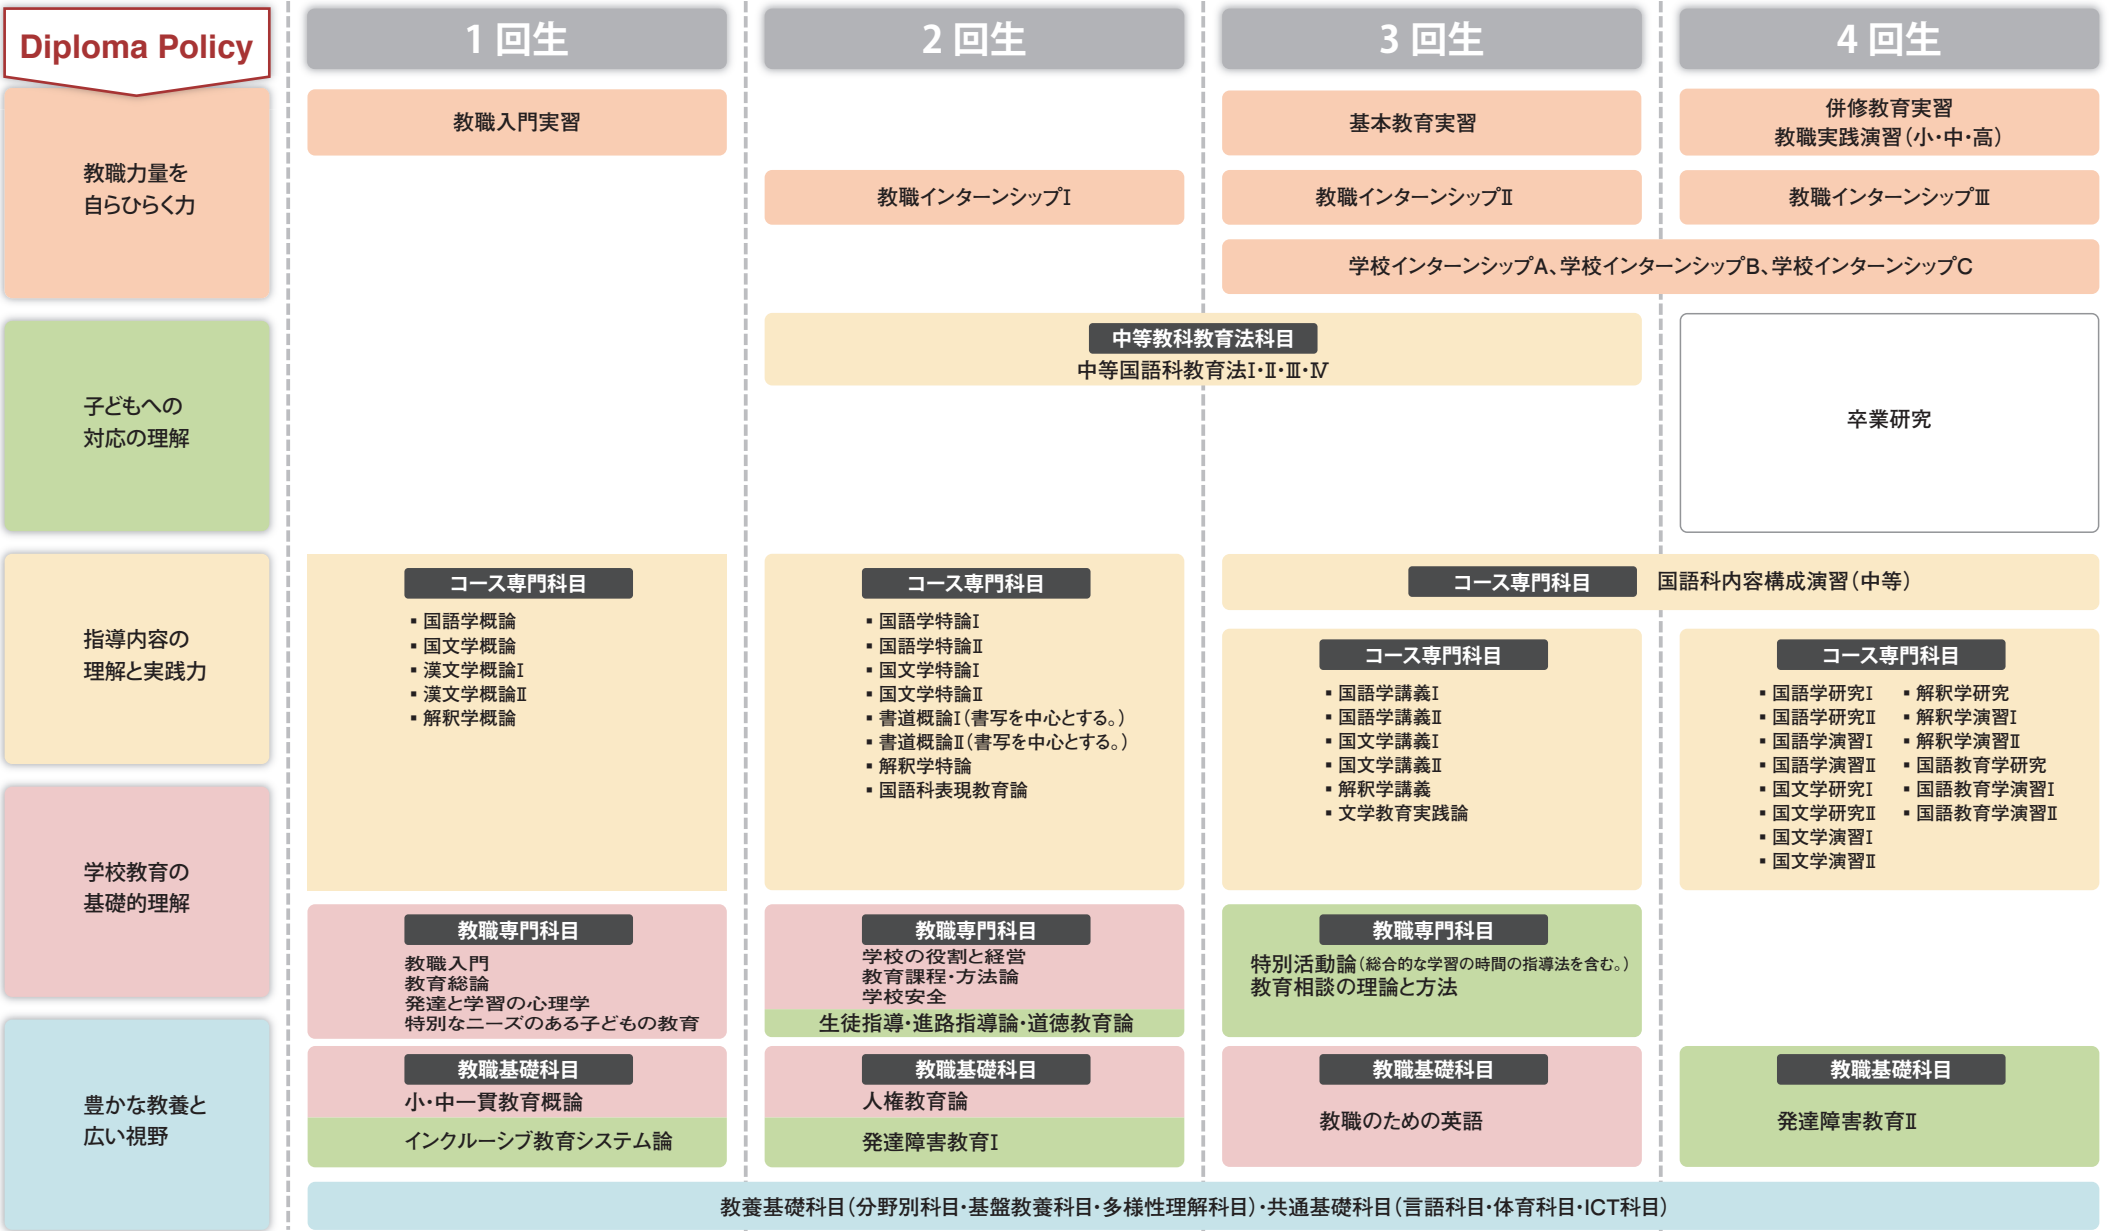 Diploma Policy
1 回生
2 回生
3 回生
4 回生
教職力量を
自らひらく力
教職入門実習
基本教育実習
併修教育実習
教職実践演習(小・中・高)
教職インターンシップⅠ
教職インターンシップⅡ
教職インターンシップⅢ
学校インターンシップA、学校インターンシップB、学校インターンシップC
子どもへの
対応の理解
中等教科教育法科目
中等国語科教育法Ⅰ・Ⅱ・Ⅲ・Ⅳ
卒業研究
指導内容の
理解と実践力
コース専門科目
▪ 国語学概論
▪ 国文学概論
▪ 漢文学概論Ⅰ
▪ 漢文学概論Ⅱ
▪ 解釈学概論
コース専門科目
▪ 国語学特論Ⅰ
▪ 国語学特論Ⅱ
▪ 国文学特論Ⅰ
▪ 国文学特論Ⅱ
▪ 書道概論Ⅰ(書写を中心とする。)
▪ 書道概論Ⅱ(書写を中心とする。)
▪ 解釈学特論
▪ 国語科表現教育論
コース専門科目 国語科内容構成演習(中等)
コース専門科目
▪ 国語学講義Ⅰ
▪ 国語学講義Ⅱ
▪ 国文学講義Ⅰ
▪ 国文学講義Ⅱ
▪ 解釈学講義
▪ 文学教育実践論
コース専門科目
▪ 国語学研究Ⅰ
▪ 国語学研究Ⅱ
▪ 国語学演習Ⅰ
▪ 国語学演習Ⅱ
▪ 国文学研究Ⅰ
▪ 国文学研究Ⅱ
▪ 国文学演習Ⅰ
▪ 国文学演習Ⅱ
▪ 解釈学研究
▪ 解釈学演習Ⅰ
▪ 解釈学演習Ⅱ
▪ 国語教育学研究
▪ 国語教育学演習Ⅰ
▪ 国語教育学演習Ⅱ
学校教育の
基礎的理解
教職専門科目
教職入門
教育総論
発達と学習の心理学
特別なニーズのある子どもの教育
教職専門科目
学校の役割と経営
教育課程・方法論
学校安全
生徒指導・進路指導論・道徳教育論
教職専門科目
特別活動論(総合的な学習の時間の指導法を含む。)
教育相談の理論と方法
豊かな教養と
広い視野
教職基礎科目
小・中一貫教育概論
インクルーシブ教育システム論
教職基礎科目
人権教育論
発達障害教育Ⅰ
教職基礎科目
教職のための英語
教職基礎科目
発達障害教育Ⅱ
教養基礎科目(分野別科目・基盤教養科目・多様性理解科目)・共通基礎科目(言語科目・体育科目・ICT科目)